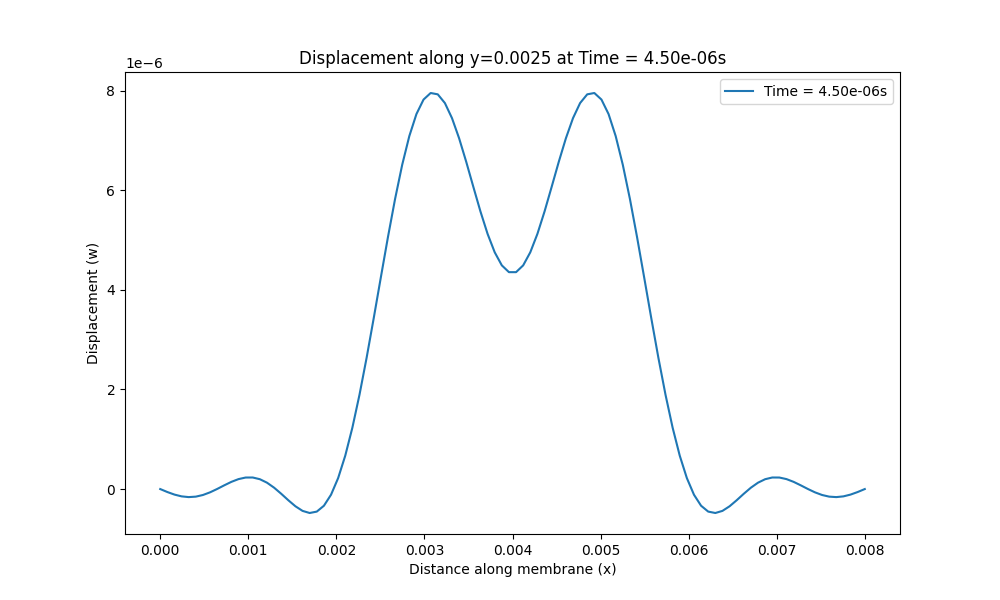 Displacement along y=0.0025 at Time = 4.50e-06s
1e−6
Time = 4.50e-06s
8
6
4
2
0
Displacement (w)
0.000 0.001 0.002 0.003 0.004 0.005 0.006 0.007 0.008
Distance along membrane (x)